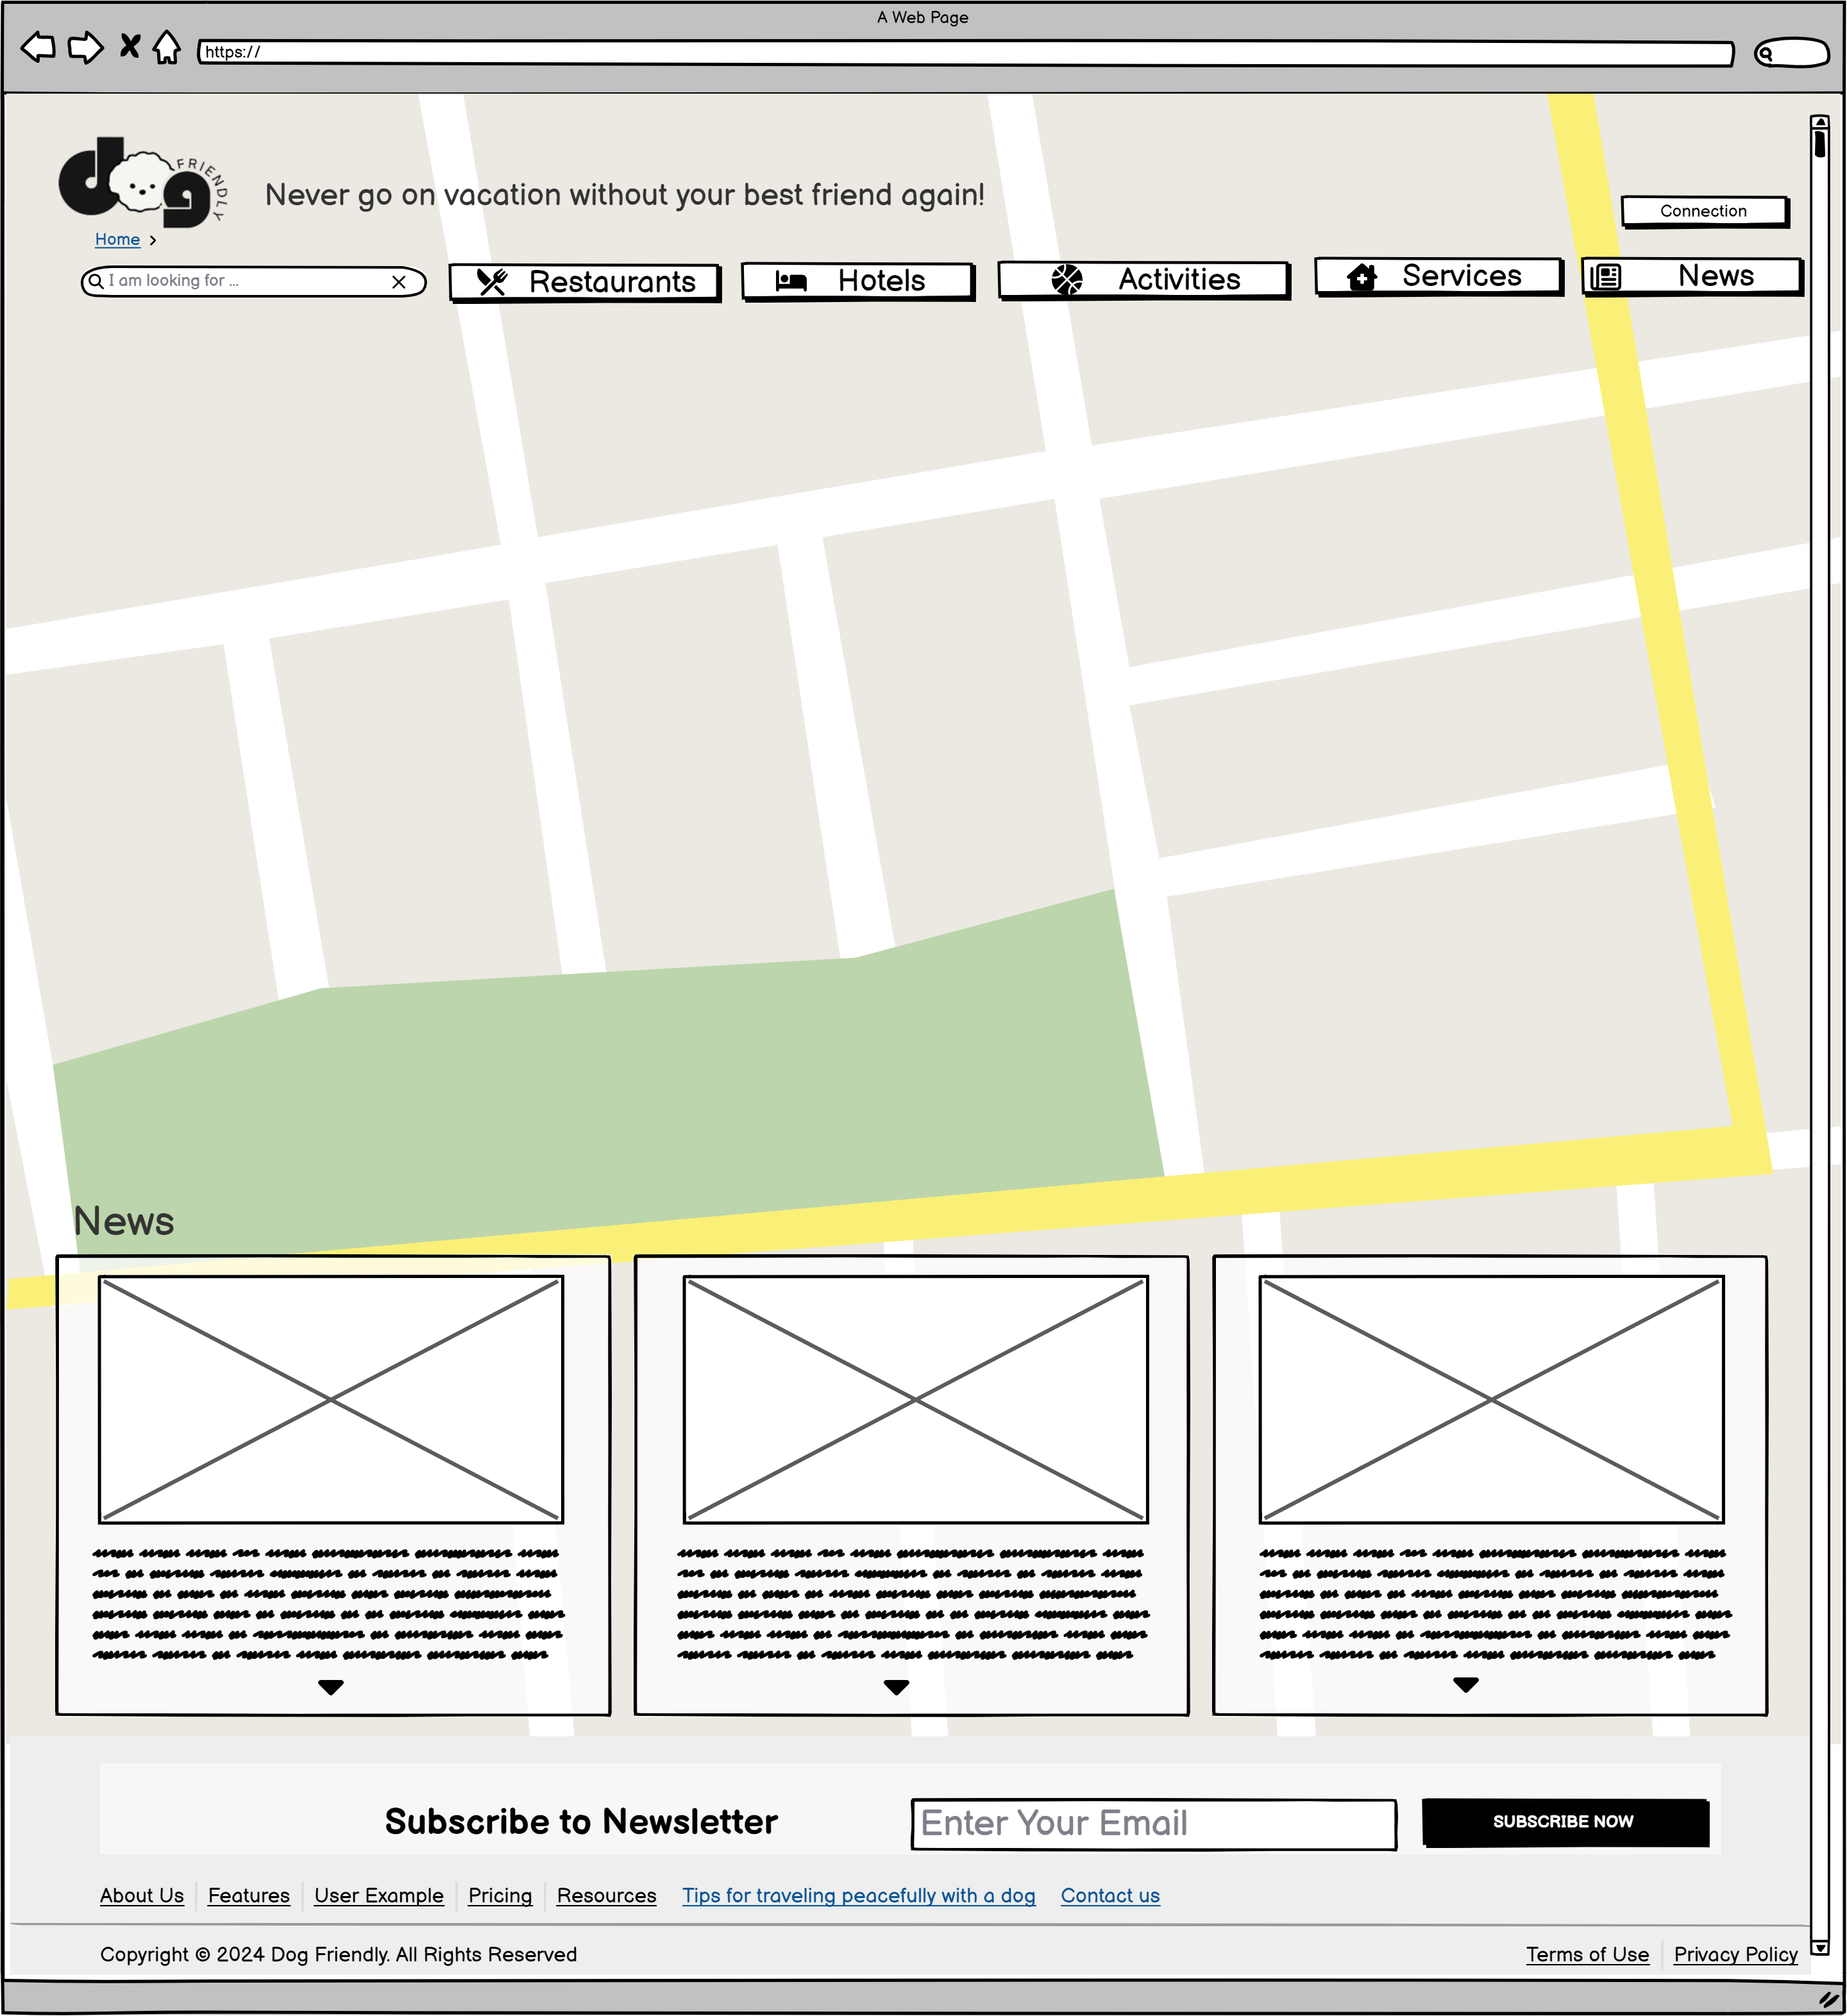 A Web Page
https://
dog FRIENDLY
Never go on vacation without your best friend again!
Connection
Home
I am looking for ...
Restaurants
Hotels
Activities
Services
News
News
Subscribe to Newsletter
Enter Your Email
SUBSCRIBE NOW
About Us
Features
User Example
Pricing
Resources
Tips for traveling peacefully with a dog
Contact us
Copyright © 2024 Dog Friendly. All Rights Reserved
Terms of Use
Privacy Policy